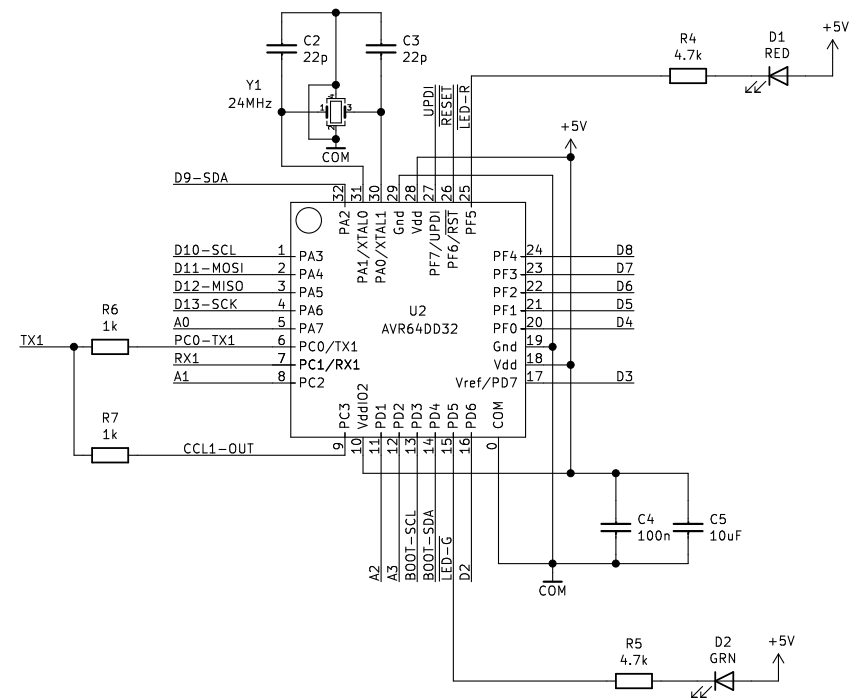 C2
22p
C3
22p
Y1
24MHz
1
2
3
4
COM
R4
4.7k
D1
RED
+5V
UPDI
RESET
LED-R
+5V
D9-SDA
32
31
30
29
28
27
26
25
PA2
PA1/XTAL0
PA0/XTAL1
Gnd
Vdd
PF7/UPDI
PF6/RST
PF5
D10-SCL 1 PA3
D11-MOSI 2 PA4
D12-MISO 3 PA5
D13-SCK 4 PA6
A0 5 PA7
PC0-TX1 6 PC0/TX1
RX1 7 PC1/RX1
A1 8 PC2
PF4 24 D8
PF3 23 D7
PF2 22 D6
PF1 21 D5
PF0 20 D4
Gnd 19
Vdd 18
Vref/PD7 17 D3
U2
AVR64DD32
R6
1k
TX1
R7
1k
CCL1-OUT
PC3
VddIO2
PD1
PD2
PD3
PD4
PD5
PD6
COM
9
10
11
12
13
14
15
16
0
A2
A3
BOOT-SCL
BOOT-SDA
LED-G
D2
C4
100n
C5
10uF
COM
R5
4.7k
D2
GRN
+5V